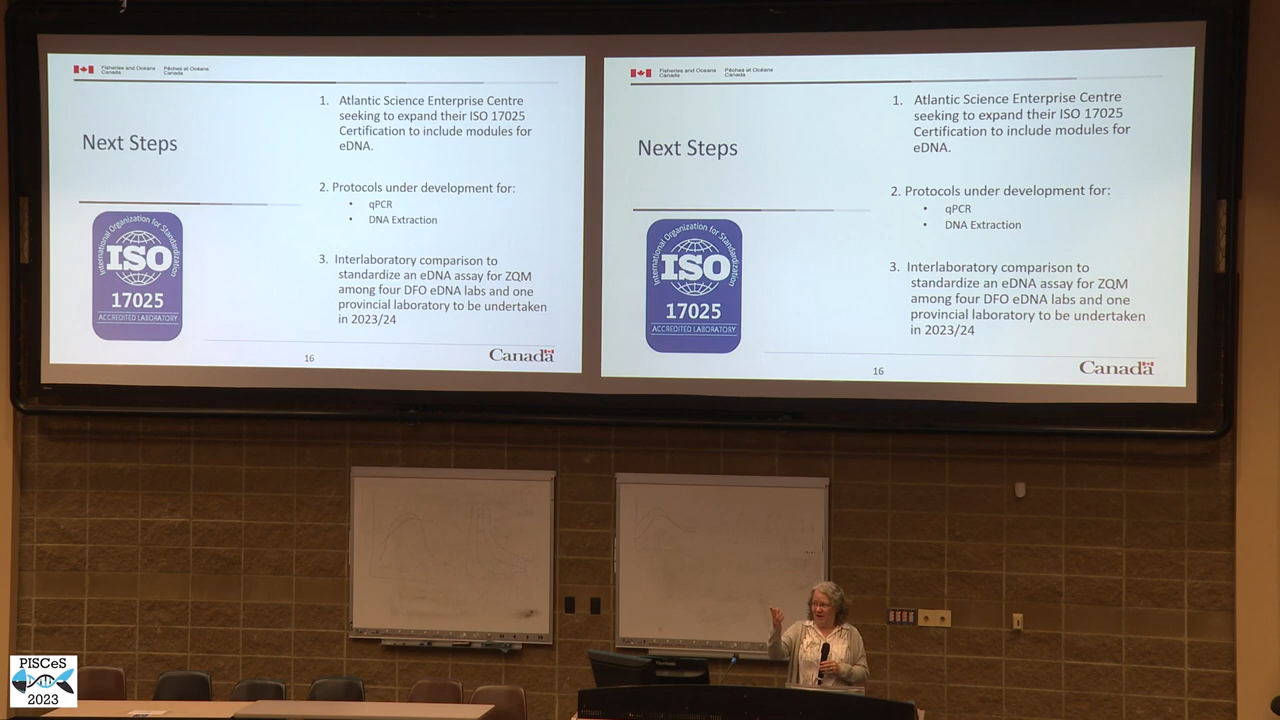 Fisheries and Oceans Pêches et Océans
Canada Canada
Next Steps
1. Atlantic Science Enterprise Centre
seeking to expand their ISO 17025
Certification to include modules for
eDNA.
2. Protocols under development for:
• qPCR
• DNA Extraction
3. Interlaboratory comparison to
standardize an eDNA assay for ZQM
among four DFO eDNA labs and one
provincial laboratory to be undertaken
in 2023/24
International Organization for Standardization
ISO
17025
ACCREDITED LABORATORY
16
Canada
Fisheries and Oceans Pêches et Océans
Canada Canada
Next Steps
1. Atlantic Science Enterprise Centre
seeking to expand their ISO 17025
Certification to include modules for
eDNA.
2. Protocols under development for:
• qPCR
• DNA Extraction
3. Interlaboratory comparison to
standardize an eDNA assay for ZQM
among four DFO eDNA labs and one
provincial laboratory to be undertaken
in 2023/24
International Organization for Standardization
ISO
17025
ACCREDITED LABORATORY
16
Canada
PISCeS
2023